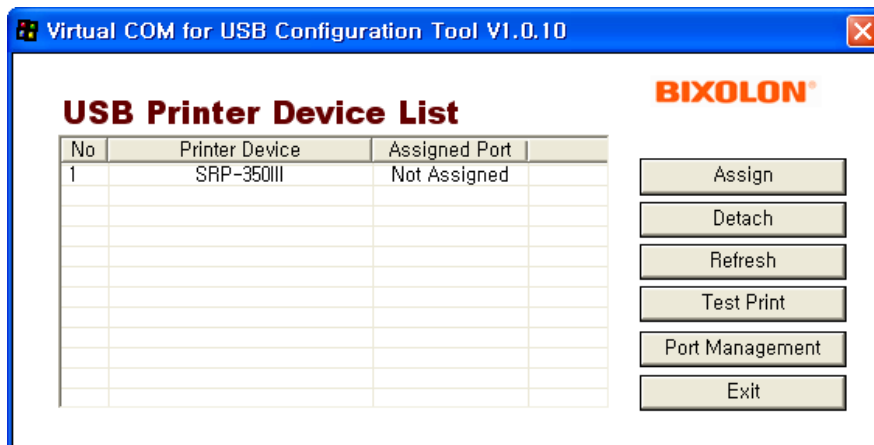 Virtual COM for USB Configuration Tool V1.0.10
BIXOLON®
USB Printer Device List
No Printer Device Assigned Port
1 SRP-350III Not Assigned
Assign
Detach
Refresh
Test Print
Port Management
Exit